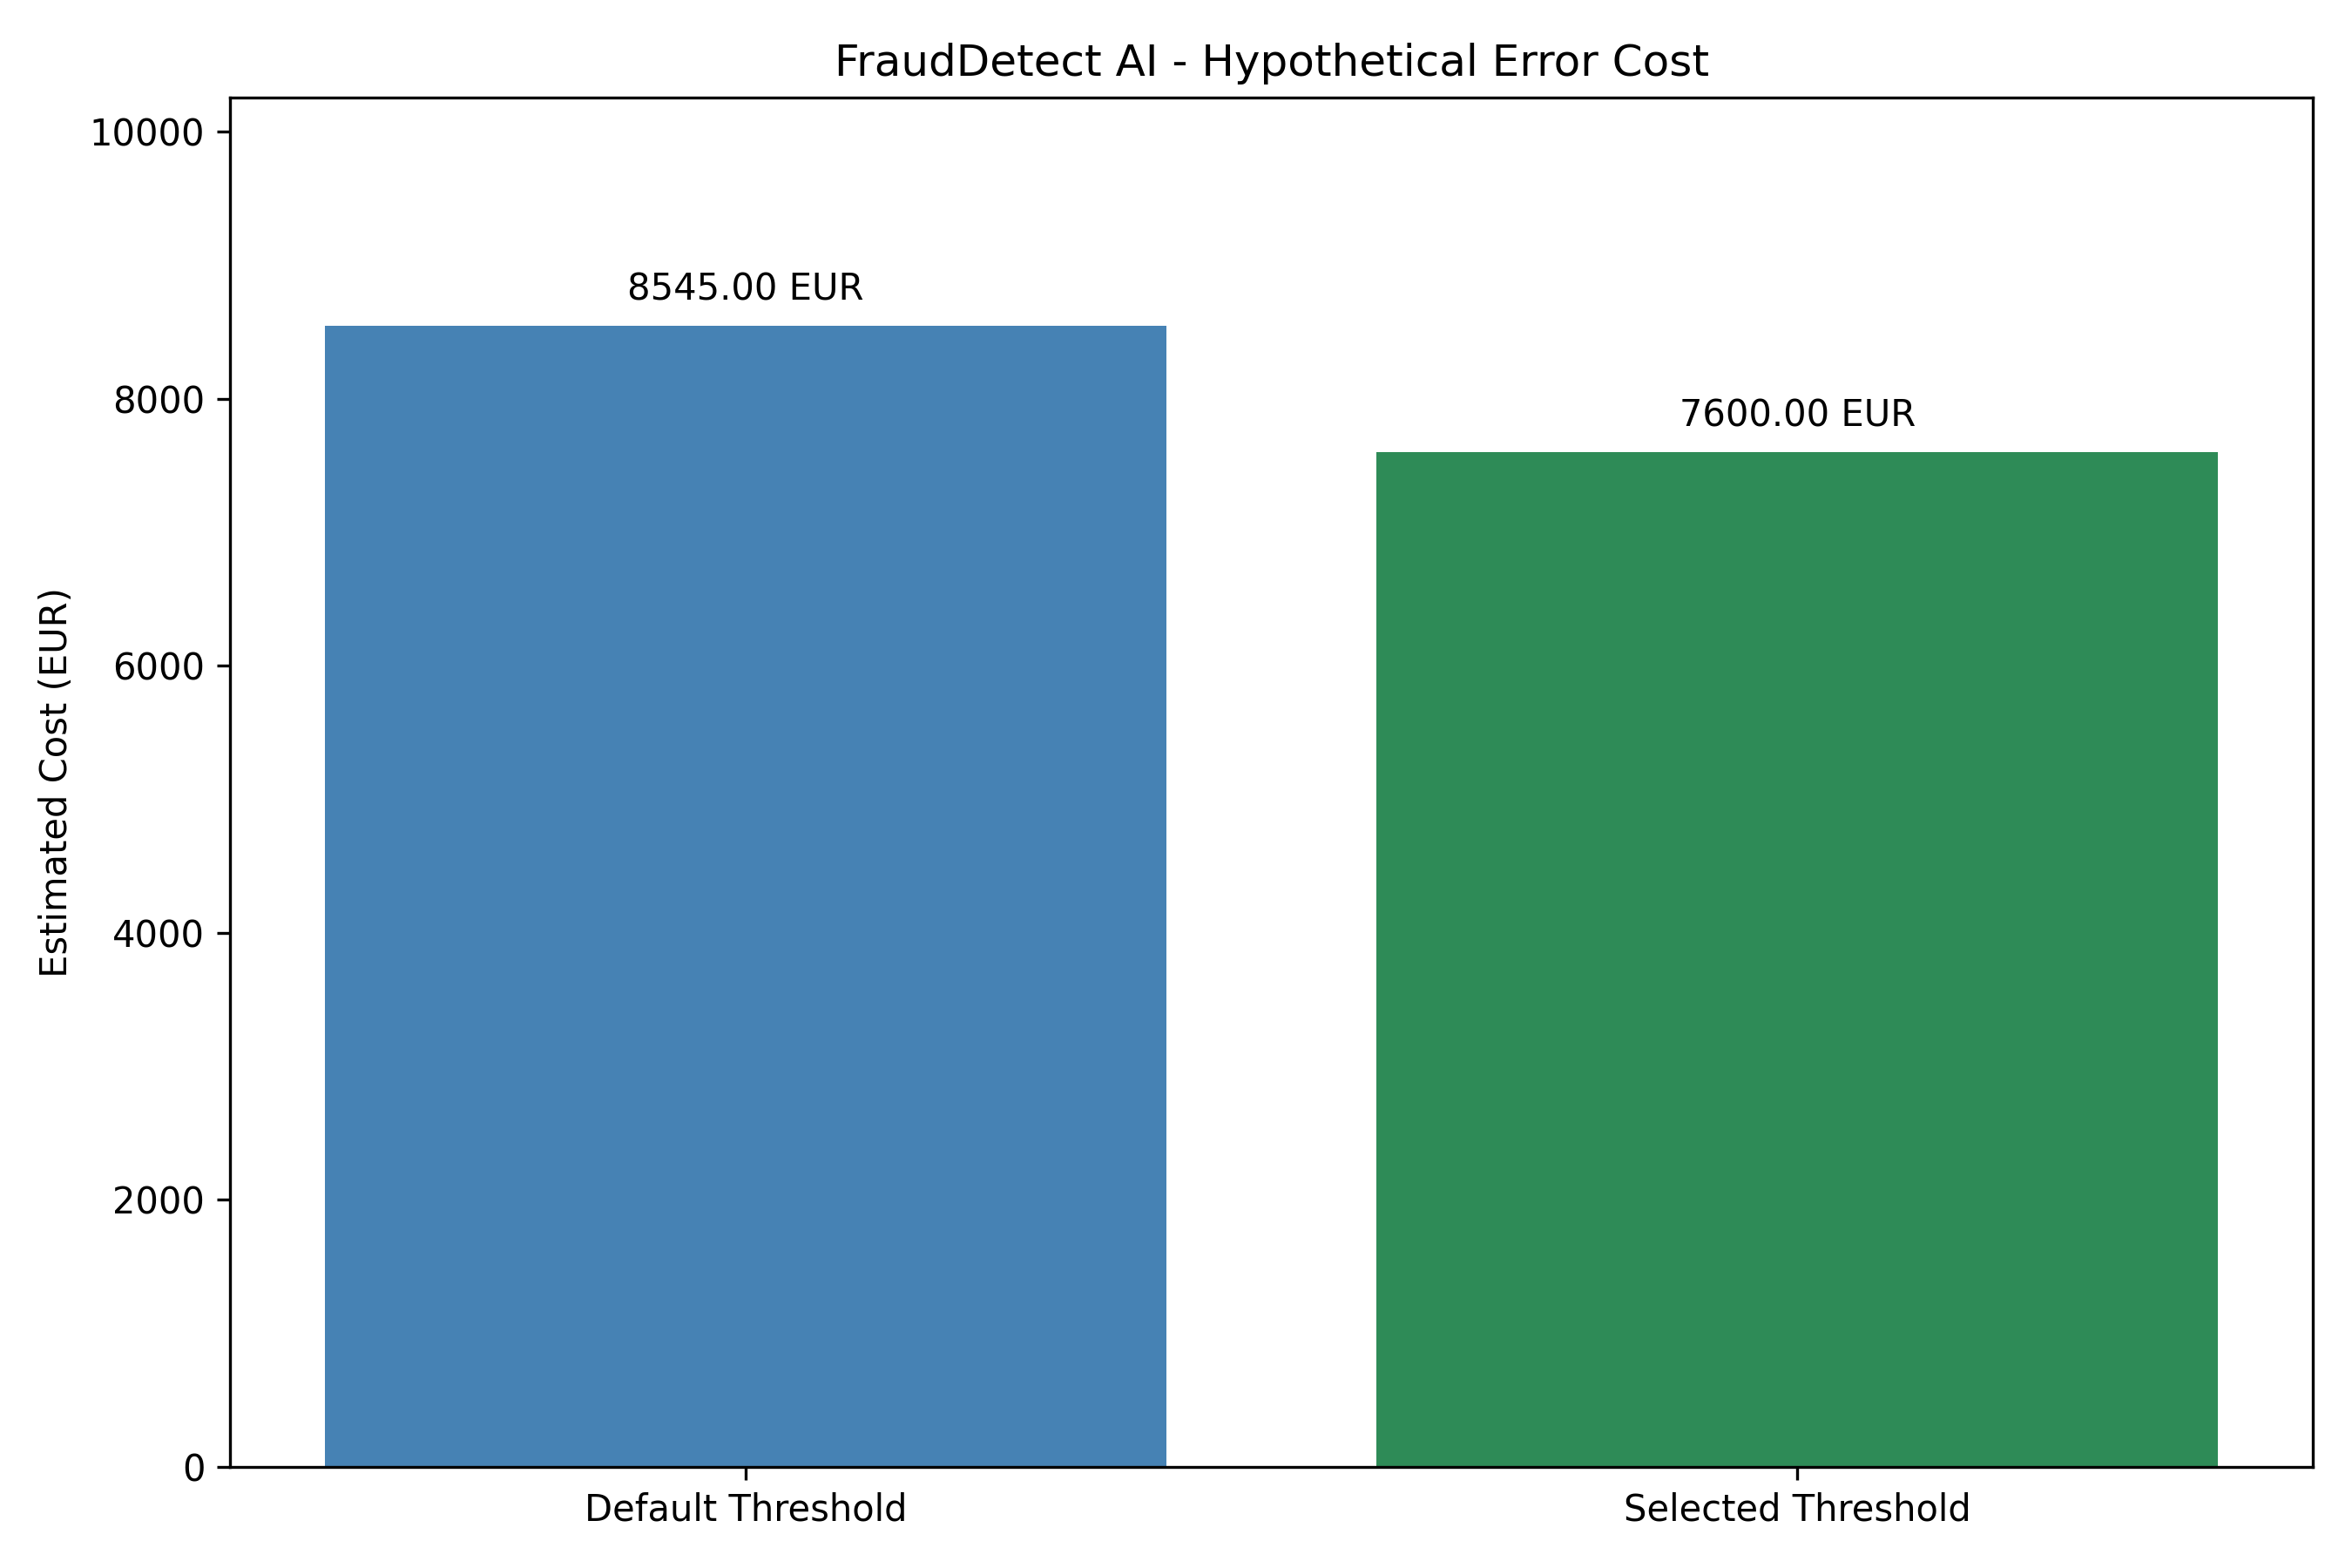 FraudDetect AI - Hypothetical Error Cost
10000
8000
6000
4000
2000
0
Estimated Cost (EUR)
8545.00 EUR
7600.00 EUR
Default Threshold
Selected Threshold